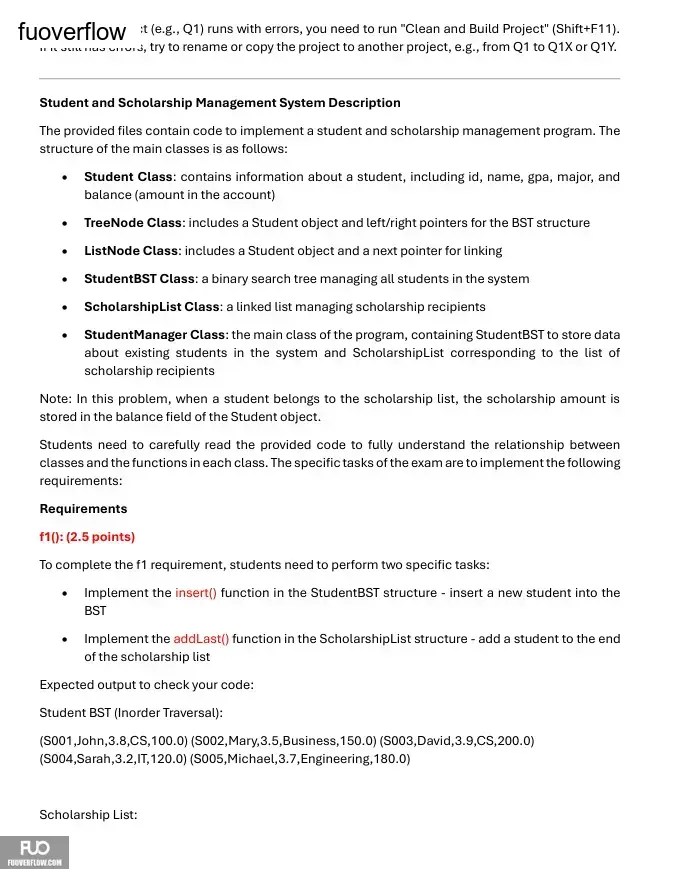 fuoverflow
ct (e.g., Q1) runs with errors, you need to run "Clean and Build Project" (Shift+F11).
If it still has errors, try to rename or copy the project to another project, e.g., from Q1 to Q1X or Q1Y.
Student and Scholarship Management System Description
The provided files contain code to implement a student and scholarship management program. The
structure of the main classes is as follows:
• Student Class: contains information about a student, including id, name, gpa, major, and
balance (amount in the account)
• TreeNode Class: includes a Student object and left/right pointers for the BST structure
• ListNode Class: includes a Student object and a next pointer for linking
• StudentBST Class: a binary search tree managing all students in the system
• ScholarshipList Class: a linked list managing scholarship recipients
• StudentManager Class: the main class of the program, containing StudentBST to store data
about existing students in the system and ScholarshipList corresponding to the list of
scholarship recipients
Note: In this problem, when a student belongs to the scholarship list, the scholarship amount is
stored in the balance field of the Student object.
Students need to carefully read the provided code to fully understand the relationship between
classes and the functions in each class. The specific tasks of the exam are to implement the following
requirements:
Requirements
f1(): (2.5 points)
To complete the f1 requirement, students need to perform two specific tasks:
• Implement the insert() function in the StudentBST structure - insert a new student into the
BST
• Implement the addLast() function in the ScholarshipList structure - add a student to the end
of the scholarship list
Expected output to check your code:
Student BST (Inorder Traversal):
(S001,John,3.8,CS,100.0) (S002,Mary,3.5,Business,150.0) (S003,David,3.9,CS,200.0)
(S004,Sarah,3.2,IT,120.0) (S005,Michael,3.7,Engineering,180.0)
Scholarship List:
FUO
FUOVERFLOW.COM